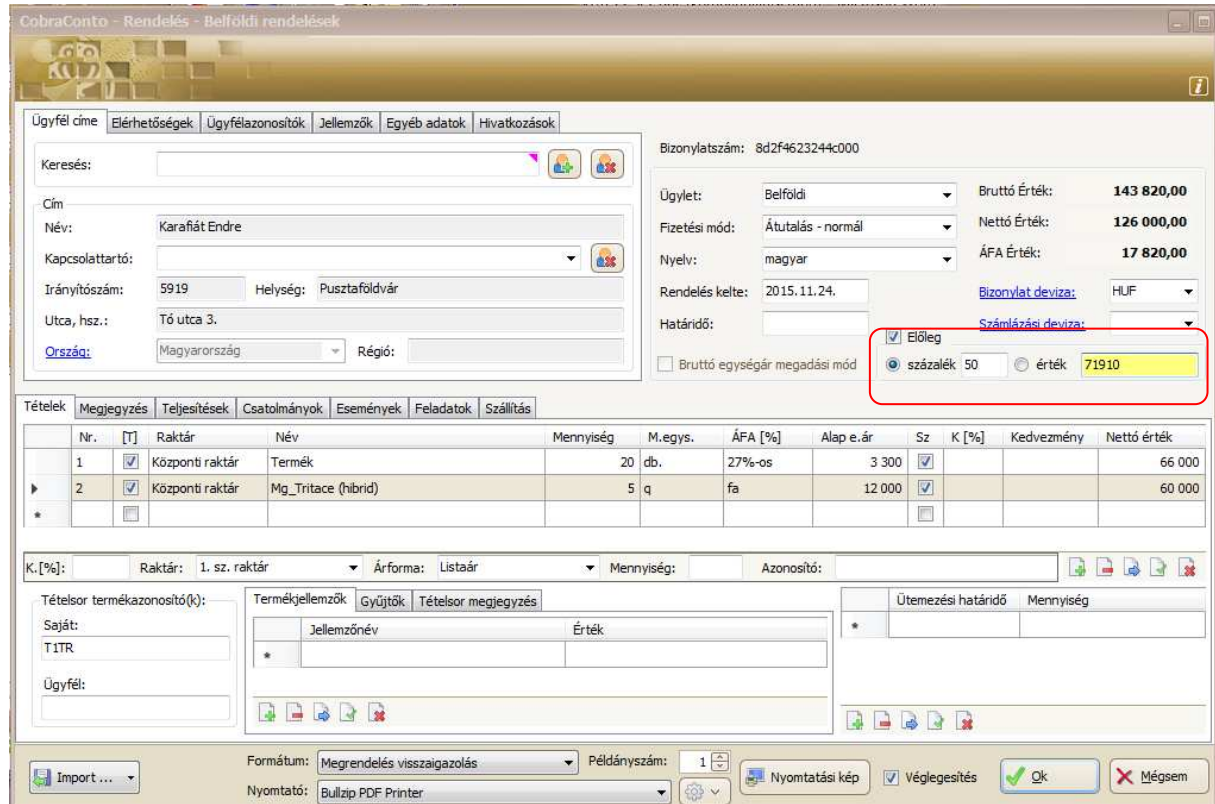 CobraConto - Rendelés - Belföldi rendelések
Ügyfél címe Elérhetőségek Ügyfélazonosítók Jellemzők Egyéb adatok Hivatkozások
Keresés:
Cím
Név: Karafiát Endre
Kapcsolattartó:
Irányítószám: 5919 Helység: Pusztaföldvár
Utca, hsz.: Tó utca 3.
Ország: Magyarország Régió:
Bizonylatszám: 8d2f4623244c000
Ügylet: Belföldi Bruttó Érték: 143 820,00
Fizetési mód: Átutalás - normál Nettó Érték: 126 000,00
Nyelv: magyar ÁFA Érték: 17 820,00
Rendelés kelte: 2015.11.24. Bizonylat deviza: HUF
Határidő: Számlázási deviza:
Előleg
Bruttó egységár megadási mód százalék 50 érték 71910
Tételek Megjegyzés Teljesítések Csatolmányok Események Feladatok Szállítás
Nr. [T] Raktár Név Mennyiség M.egys. ÁFA [%] Alap e.ár Sz K [%] Kedvezmény Nettó érték
1 Központi raktár Termék 20 db. 27%-os 3 300 66 000
2 Központi raktár Mg_Tritace (hibrid) 5 q fa 12 000 60 000
*
K.[%]: Raktár: 1. sz. raktár Árforma: Listaár Mennyiség: Azonosító:
Tételsor termékazonosító(k): Termékjellemzők Gyűjtők Tételsor megjegyzés Ütemezési határidő Mennyiség
Saját: Jellemzőnév Érték *
T1TR *
Ügyfél:
Import ... Formátum: Megrendelés visszaigazolás Példányszám: 1 Nyomtatási kép Véglegesítés Ok Mégsem
Nyomtató: Bullzip PDF Printer